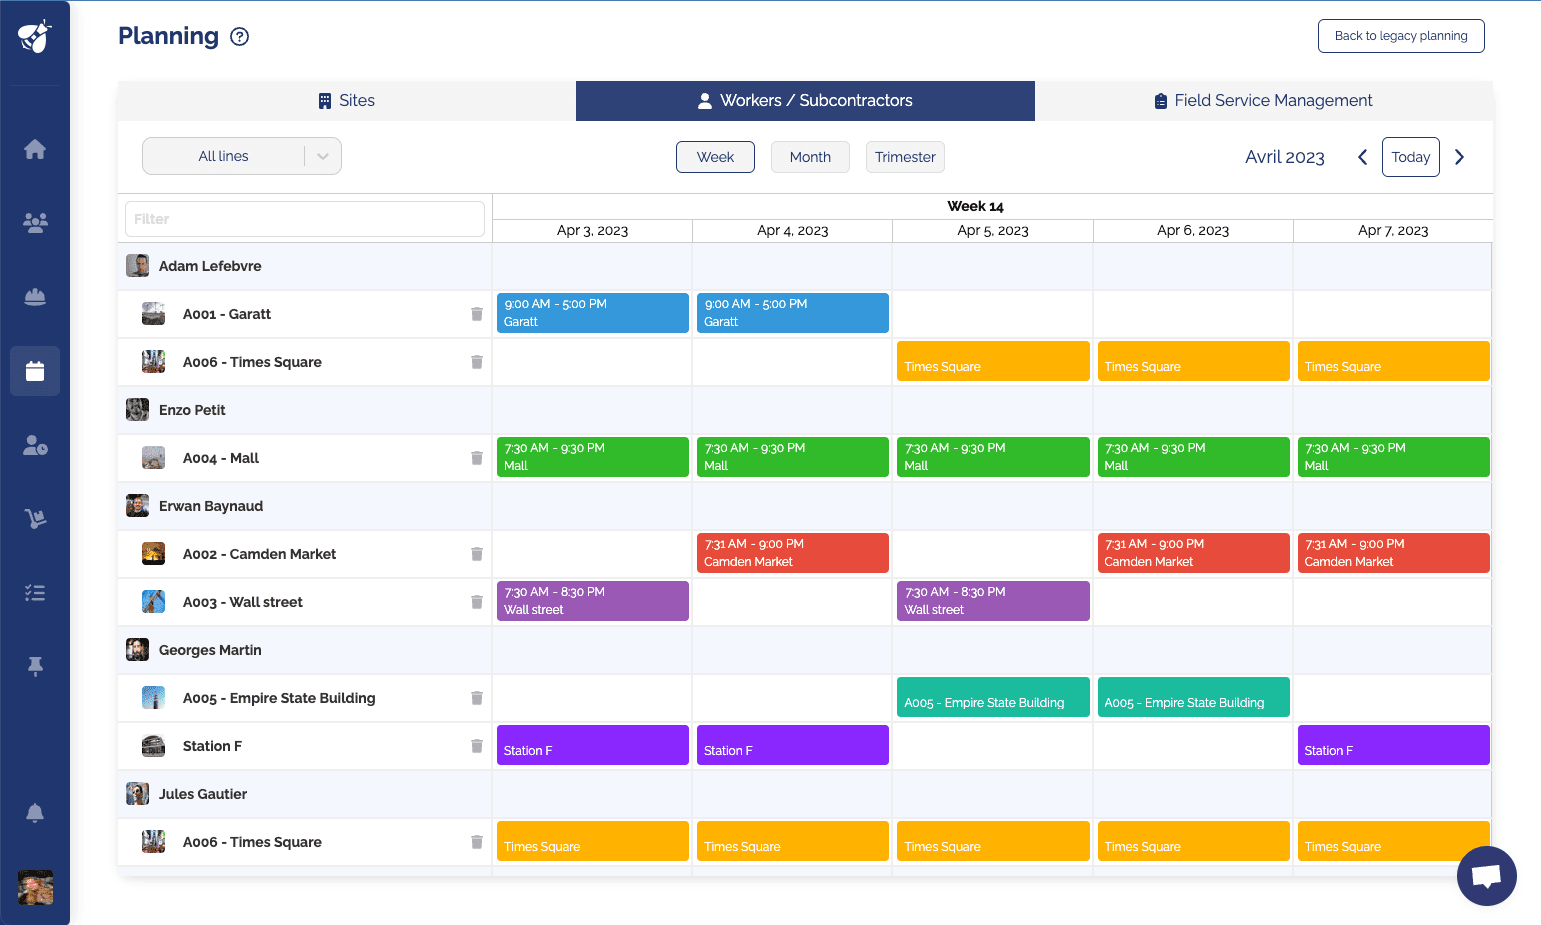 Planning ?
Back to legacy planning
Sites
Workers / Subcontractors
Field Service Management
All lines
Week
Month
Trimester
Avril 2023
Today
Filter
Week 14
Apr 3, 2023
Apr 4, 2023
Apr 5, 2023
Apr 6, 2023
Apr 7, 2023
Adam Lefebvre
A001 - Garatt
9:00 AM - 5:00 PM
Garatt
9:00 AM - 5:00 PM
Garatt
A006 - Times Square
Times Square
Times Square
Times Square
Enzo Petit
A004 - Mall
7:30 AM - 9:30 PM
Mall
7:30 AM - 9:30 PM
Mall
7:30 AM - 9:30 PM
Mall
7:30 AM - 9:30 PM
Mall
7:30 AM - 9:30 PM
Mall
Erwan Baynaud
A002 - Camden Market
7:31 AM - 9:00 PM
Camden Market
7:31 AM - 9:00 PM
Camden Market
7:31 AM - 9:00 PM
Camden Market
A003 - Wall street
7:30 AM - 8:30 PM
Wall street
7:30 AM - 8:30 PM
Wall street
Georges Martin
A005 - Empire State Building
A005 - Empire State Building
A005 - Empire State Building
Station F
Station F
Station F
Station F
Jules Gautier
A006 - Times Square
Times Square
Times Square
Times Square
Times Square
Times Square